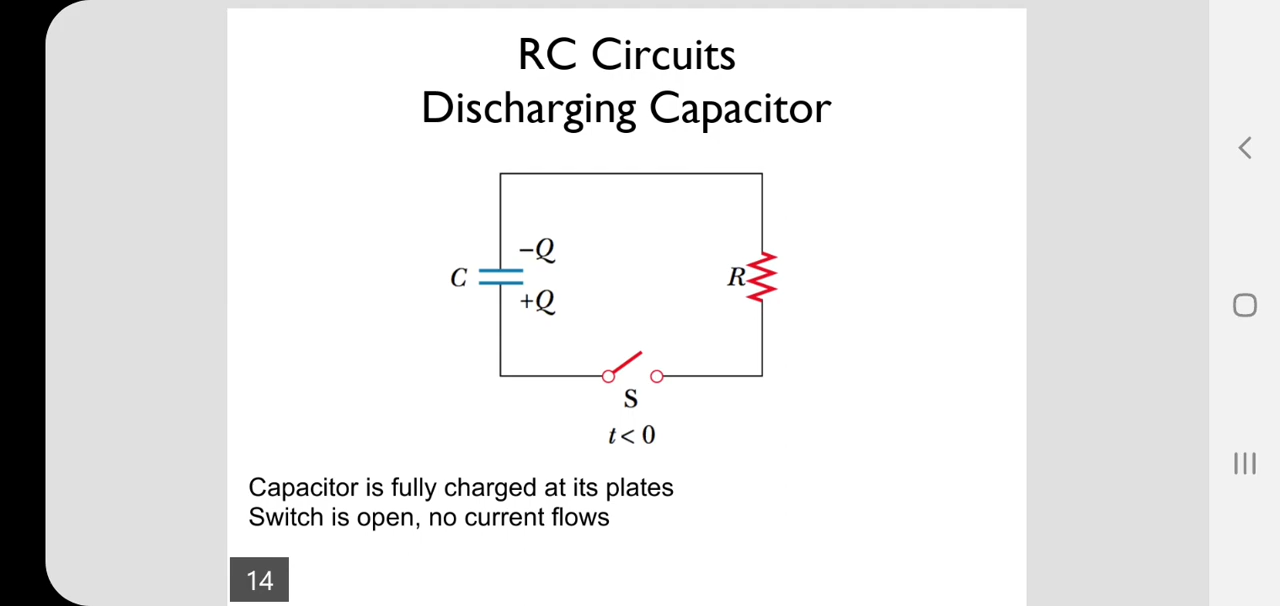 RC Circuits
Discharging Capacitor
−Q
C
R
+Q
S
t < 0
Capacitor is fully charged at its plates
Switch is open, no current flows
14